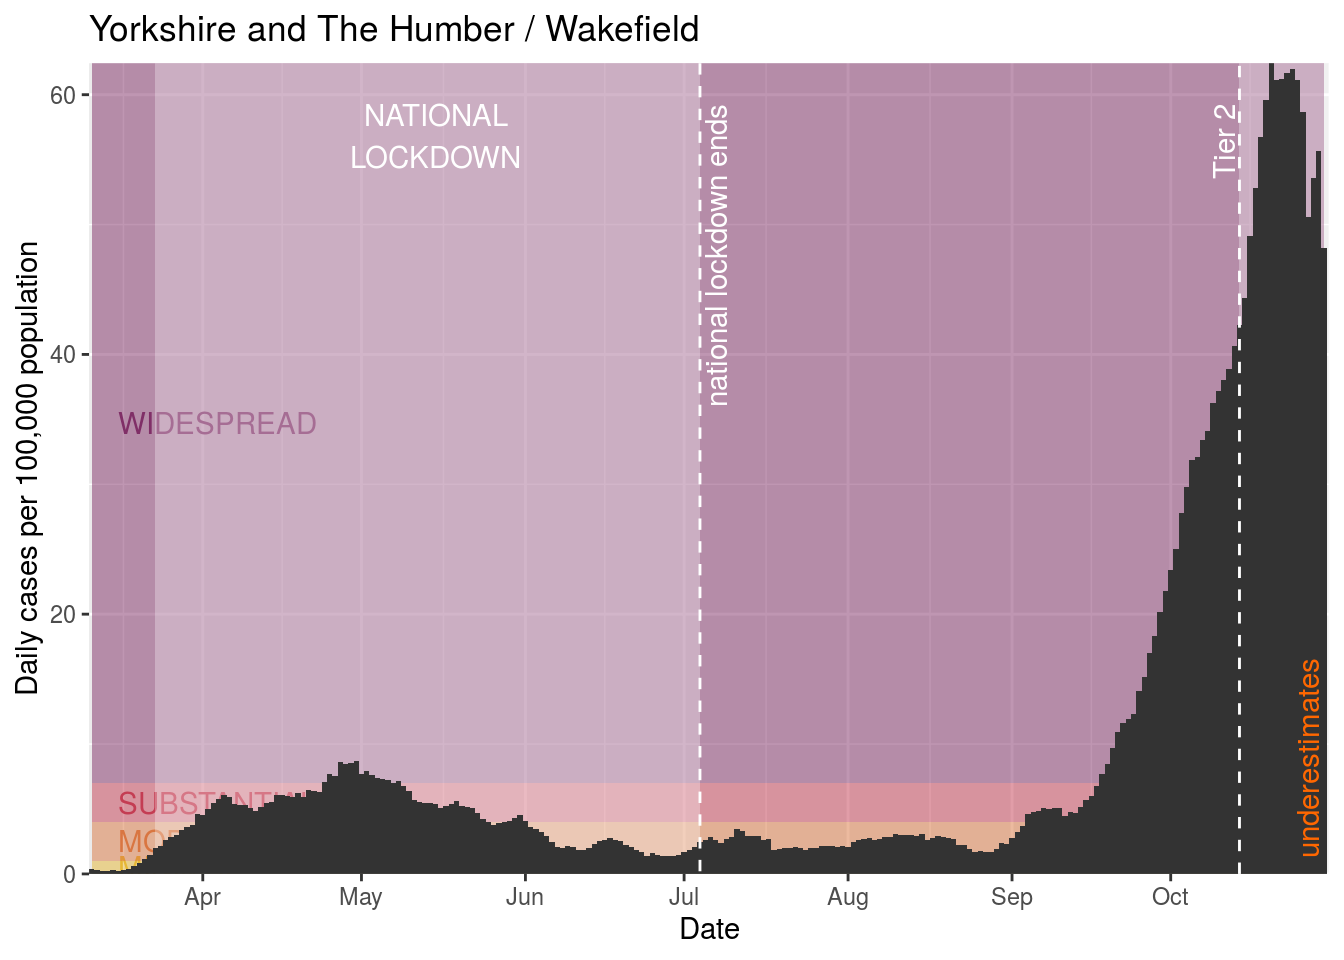 Yorkshire and The Humber / Wakefield
60
40
20
0
Daily cases per 100,000 population
NATIONAL
LOCKDOWN
national lockdown ends
Tier 2
WIDESPREAD
underestimates
Apr
May
Jun
Jul
Aug
Sep
Oct
Date